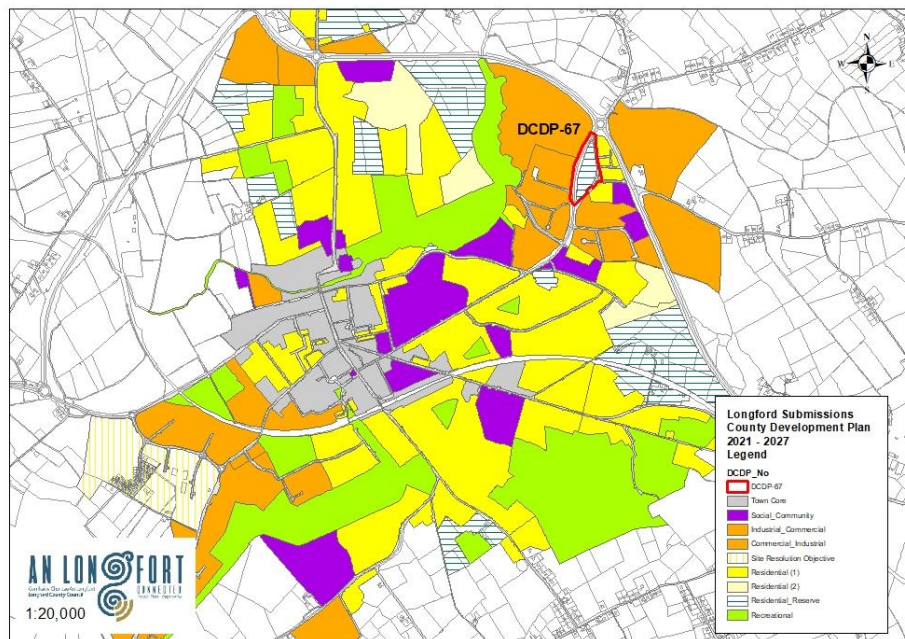 DCDP-67
N
W E
S
Longford Submissions
County Development Plan
2021 - 2027
Legend
DCDP_No
DCDP-67
Town Core
Social_Community
Industrial_Commercial
Commercial_Industrial
Site Resolution Objective
Residential (1)
Residential (2)
Residential_Reserve
Recreational
AN LONGFORT
Longford County Council
CONNECTED
1:20,000